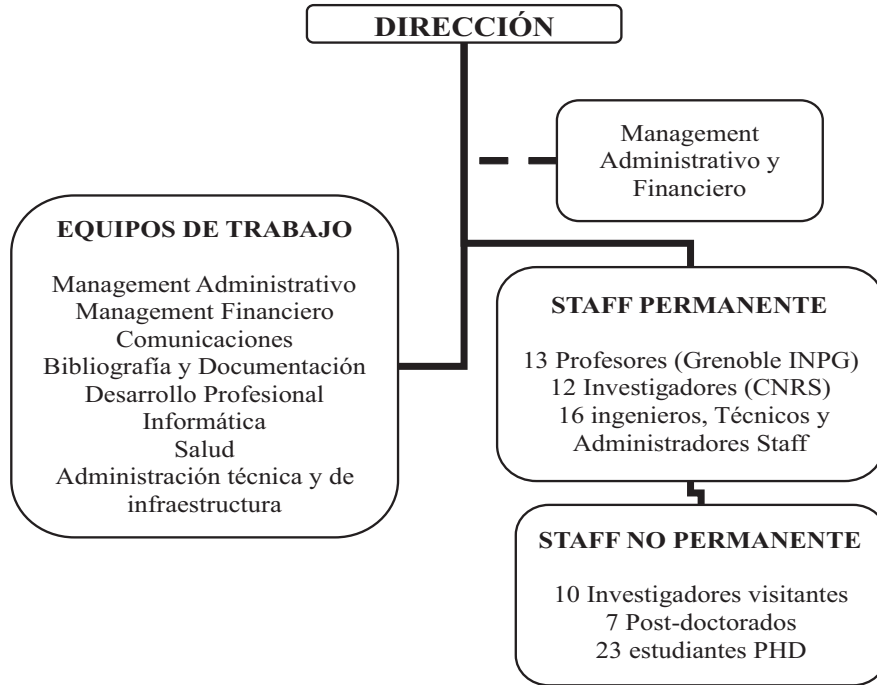 DIRECCIÓN
Management
Administrativo y
Financiero
EQUIPOS DE TRABAJO
Management Administrativo
Management Financiero
Comunicaciones
Bibliografía y Documentación
Desarrollo Profesional
Informática
Salud
Administración técnica y de
infraestructura
STAFF PERMANENTE
13 Profesores (Grenoble INPG)
12 Investigadores (CNRS)
16 ingenieros, Técnicos y
Administradores Staff
STAFF NO PERMANENTE
10 Investigadores visitantes
7 Post-doctorados
23 estudiantes PHD